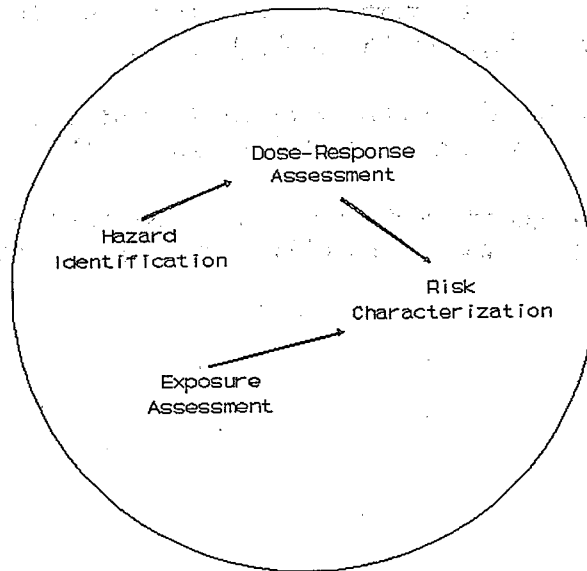 Dose-Response
Assessment
Hazard
Identification
Risk
Characterization
Exposure
Assessment